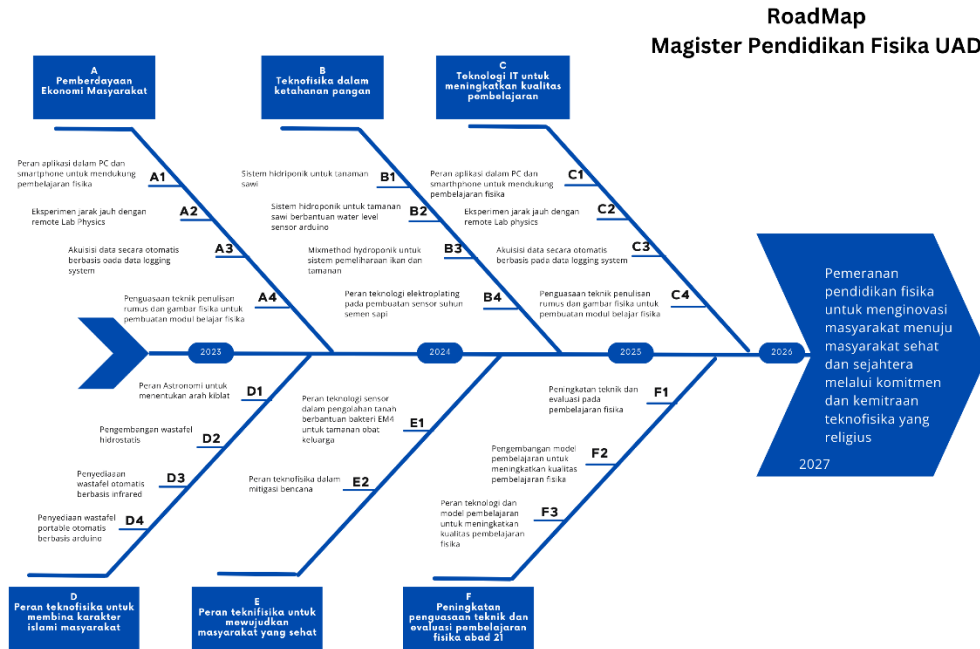 RoadMap
Magister Pendidikan Fisika UAD
A
Pemberdayaan
Ekonomi Masyarakat
B
Teknofisika dalam
ketahanan pangan
C
Teknologi IT untuk
meningkatkan kualitas
pembelajaran
Peran aplikasi dalam PC dan
smartphone untuk mendukung
pembelajaran fisika
A1
Eksperimen jarak jauh dengan
remote Lab Physics
A2
Akuisisi data secara otomatis
berbasis oada data logging
system
A3
Penguasaan teknik penulisan
rumus dan gambar fisika untuk
pembuatan modul belajar fisika
A4
Sistem hidriponik untuk tanaman
sawi
B1
Sistem hidroponik untuk tamanan
sawi berbantuan water level
sensor arduino
B2
Mixmethod hydroponik untuk
sistem pemeliharaan ikan dan
tamanan
B3
Peran teknologi elektroplating
pada pembuatan sensor suhun
semen sapi
B4
Peran aplikasi dalam PC dan
smarthphone untuk mendukung
pembelajaran fisika
C1
Eksperimen jarak jauh dengan
remote Lab physics
C2
Akuisisi data secara otomatis
berbasis pada data logging system
C3
Penguasaan teknik penulisan
rumus dan gambar fisika untuk
pembuatan modul belajar fisika
C4
2023
2024
2025
2026
Pemeranan
pendidikan fisika
untuk menginovasi
masyarakat menuju
masyarakat sehat
dan sejahtera
melalui komitmen
dan kemitraan
teknofisika yang
religius
2027
Peran Astronomi untuk
menentukan arah kiblat
D1
Pengembangan wastafel
hidrostatis
D2
Penyediaaan
wastafel otomatis
berbasis infrared
D3
Penyediaan wastafel
portable otomatis
berbasis arduino
D4
Peran teknologi sensor
dalam pengolahan tanah
berbantuan bakteri EM4
untuk tamanan obat
keluarga
E1
Peran teknofisika dalam
mitigasi bencana
E2
Peningkatan teknik dan
evaluasi pada
pembelajaran fisika
F1
Pengembangan model
pembelajaran untuk
meningkatkan kualitas
pembelajaran fisika
F2
Peran teknologi dan
model pembelajaran
untuk meningkatkan
kualitas pembelajaran
fisika
F3
D
Peran teknofisika untuk
membina karakter
islami masyarakat
E
Peran teknifisika untuk
mewujudkan
masyarakat yang sehat
F
Peningkatan
penguasaan teknik dan
evaluasi pembelajaran
fisika abad 21